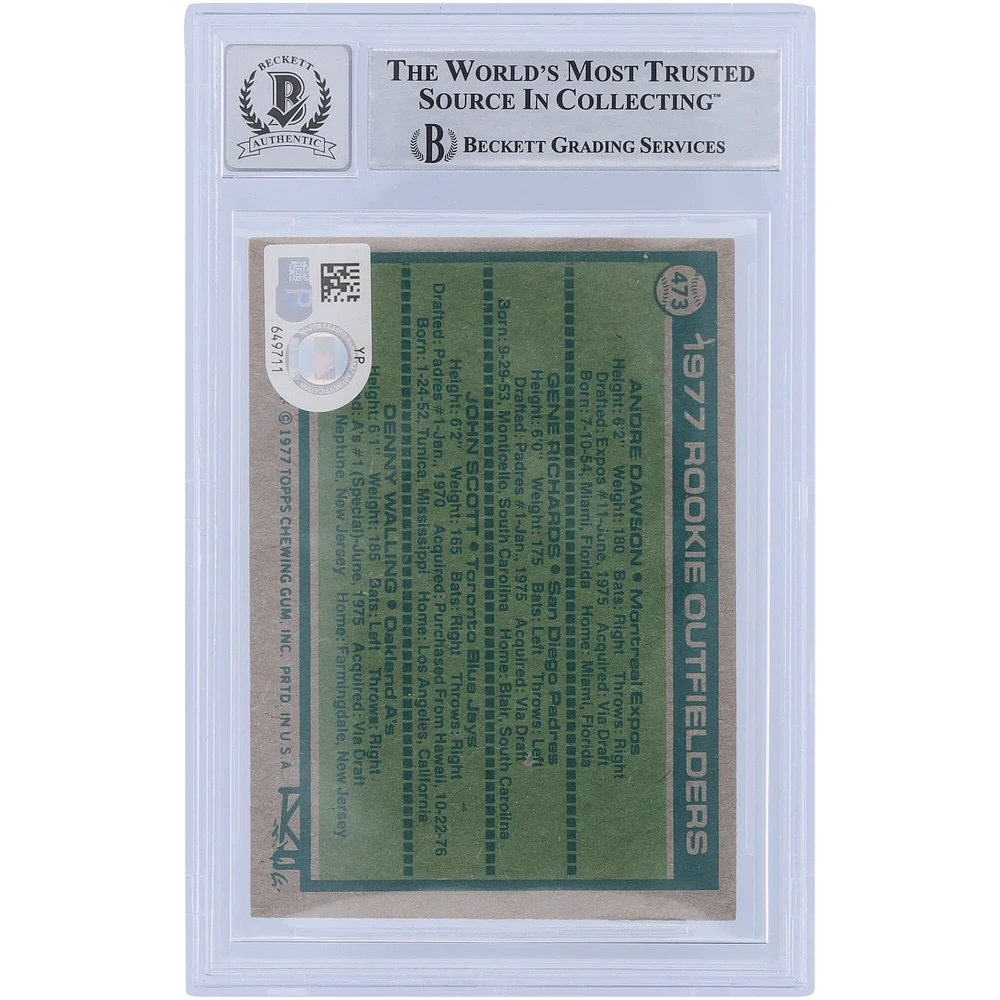 BECKETT
B
AUTHENTIC
THE WORLD'S MOST TRUSTED
SOURCE IN COLLECTING™
B BECKETT GRADING SERVICES
YP
649711
473
1977 ROOKIE OUTFIELDERS
ANDRE DAWSON • Montreal Expos
Height: 6'2" Weight: 180 Bats: Right Throws: Right
Drafted: Expos #11-June, 1975 Acquired: Via Draft
Born: 7-10-54, Miami, Florida Home: Miami, Florida
GENE RICHARDS • San Diego Padres
Height: 6'0" Weight: 175 Bats: Left Throws: Left
Drafted: Padres #1-Jan., 1975 Acquired: Via Draft
Born: 9-29-53, Monticello, South Carolina Home: Blair, South Carolina
JOHN SCOTT • Toronto Blue Jays
Height: 6'2" Weight: 165 Bats: Right Throws: Right
Drafted: Padres #1-Jan., 1970 Acquired: Purchased From Hawaii, 10-22-76
Born: 1-24-52, Tunica, Mississippi Home: Los Angeles, California
DENNY WALLING • Oakland A's
Height: 6'1" Weight: 185 Bats: Left Throws: Right
A's #1 (Special)-June, 1975 Acquired: Via Draft
Neptune, New Jersey Home: Farmingdale, New Jersey
© 1977 TOPPS CHEWING GUM, INC. PRTD. IN U.S.A.